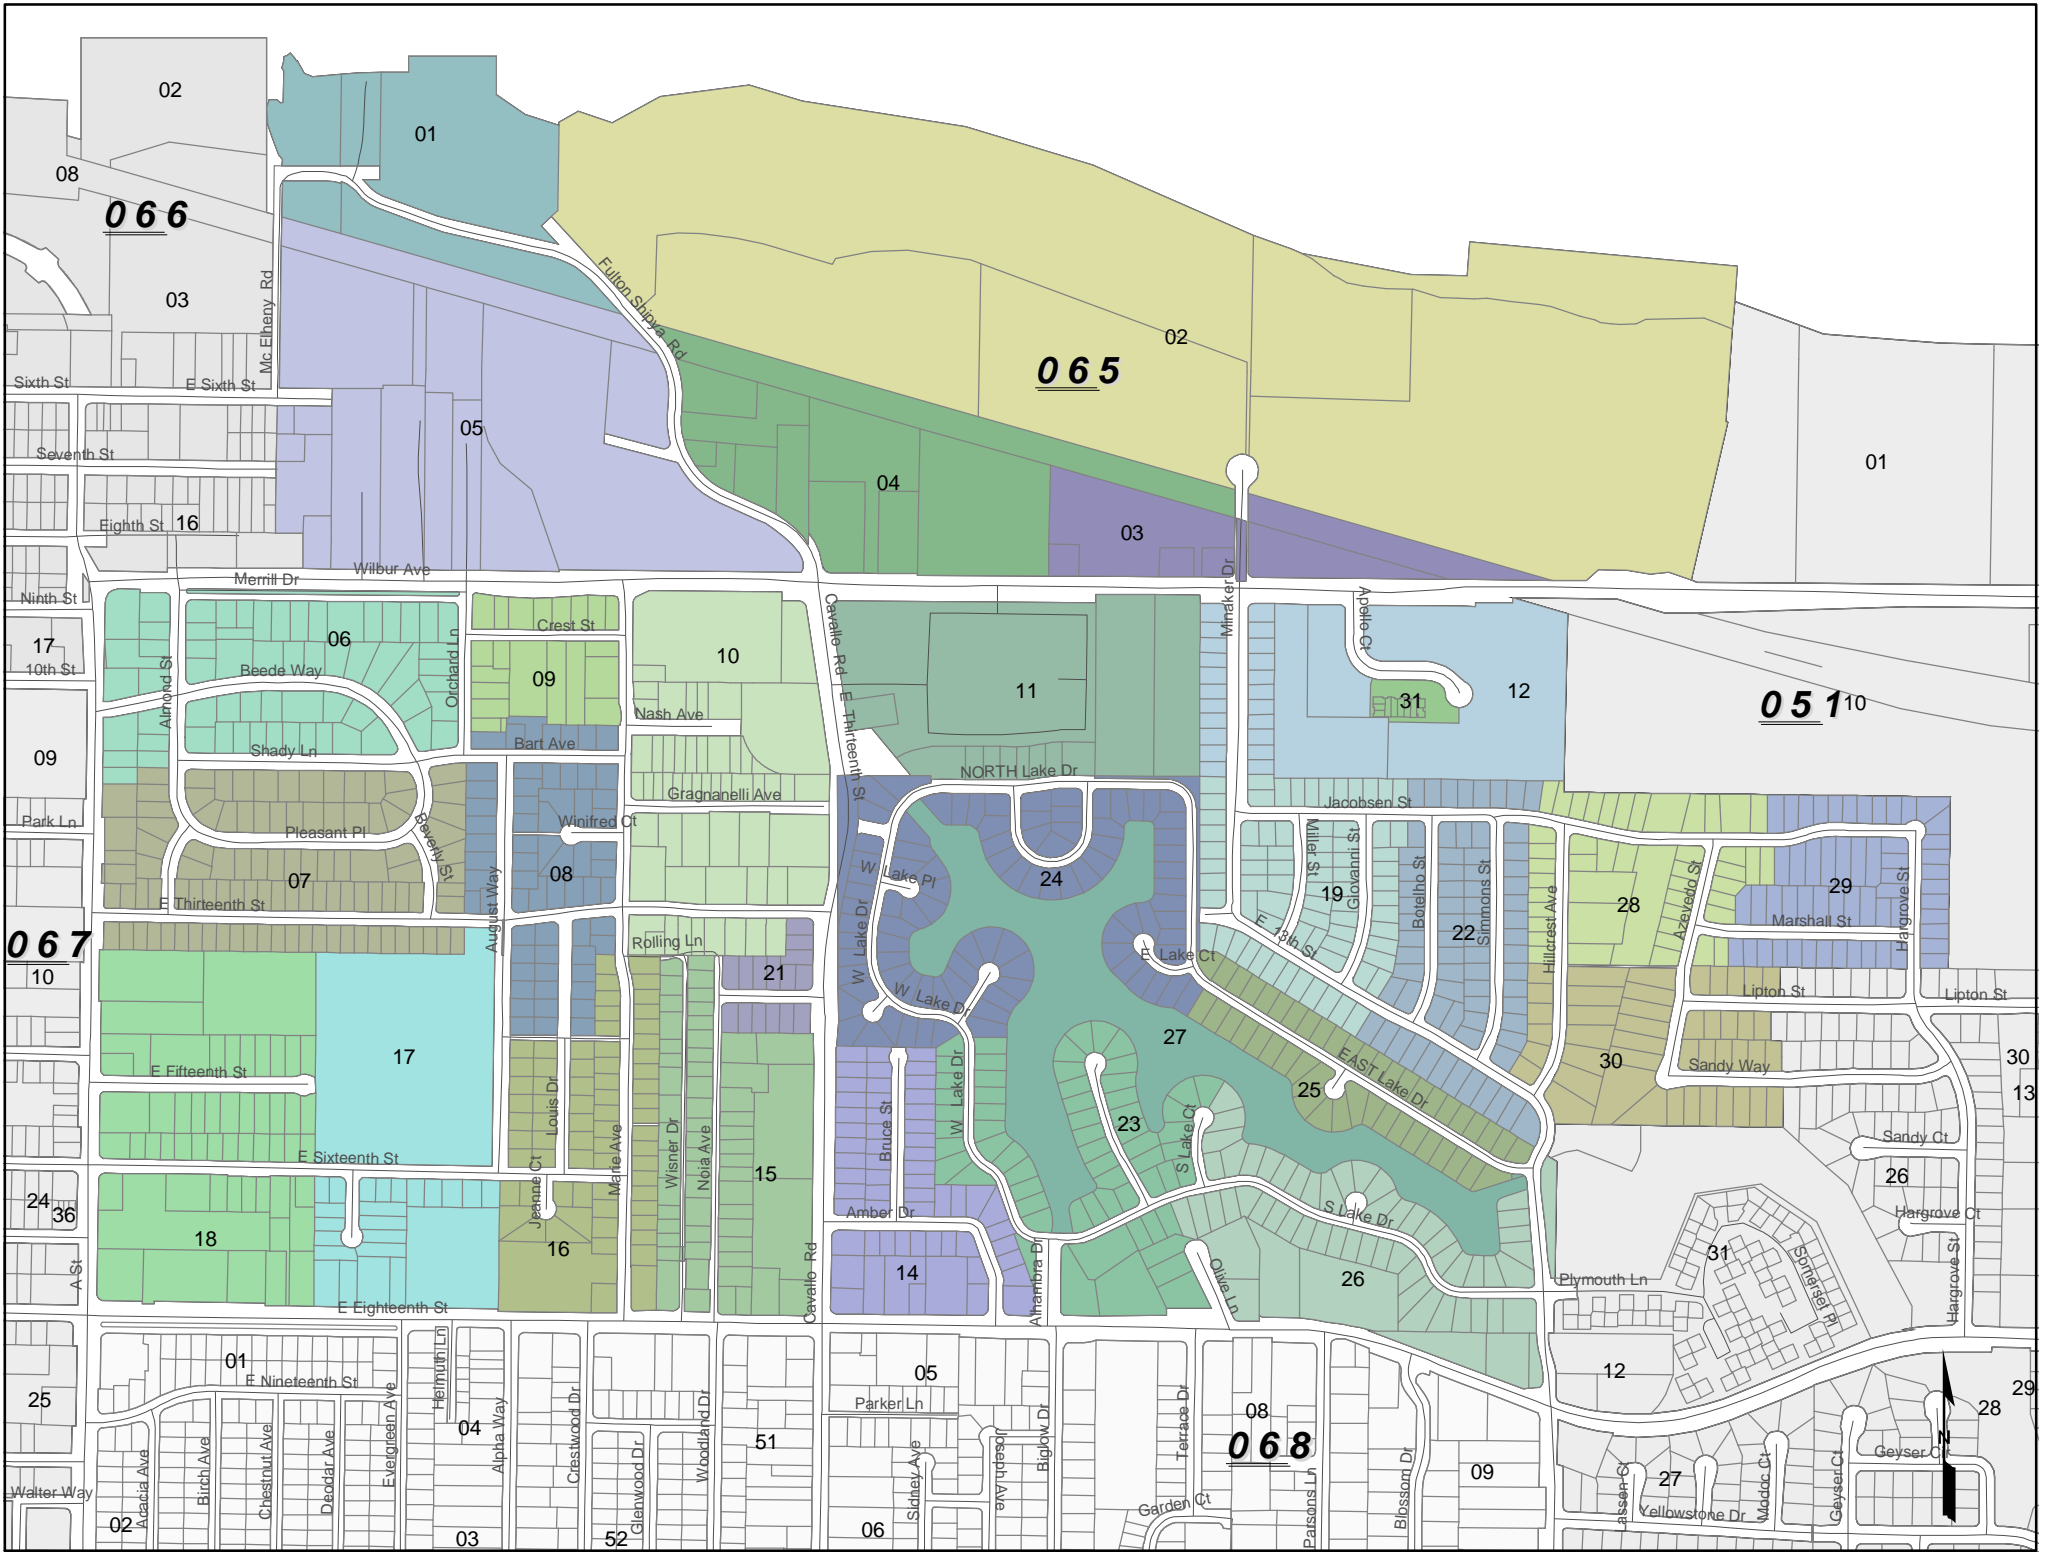 02
01
08
066
03
Mc Elheny Rd
Fulton Shipya Rd
02
065
Sixth St
E Sixth St
05
01
Seventh St
04
Eighth St
16
03
Wilbur Ave
Merrill Dr
Minaker Dr
Apollo Ct
Ninth St
Crest St
Cavallo Rd
17
06
10
10th St
Beede Way
Almond St
Orchard Ln
09
11
12
31
051
10
Nash Ave
E Thirteenth St
Bart Ave
Shady Ln
09
NORTH Lake Dr
Gragnanelli Ave
Jacobsen St
Park Ln
Pleasant Pl
Beverly St
Winifred Ct
Miller St
Giovanni St
W Lake Pl
07
08
24
19
Botelho St
Simmons St
Hillcrest Ave
Azevedo St
29
28
Hargrove St
E Thirteenth St
August Way
W Lake Dr
E 13th St
22
Marshall St
067
Rolling Ln
21
E Lake Ct
10
W Lake Dr
Lipton St
Lipton St
27
17
W Lake Dr
EAST Lake Dr
30
30
Sandy Way
E Fifteenth St
25
13
Louis Dr
Bruce St
23
Wisner Dr
Noia Ave
Marie Ave
S Lake Ct
Sandy Ct
E Sixteenth St
15
26
24
36
Jeanne Ct
Amber Dr
S Lake Dr
Hargrove Ct
18
16
14
26
31
Somerset Pl
A St
Cavallo Rd
Alhambra Dr
Olive Ln
Plymouth Ln
Hargrove St
E Eighteenth St
Helmuth Ln
01
05
12
E Nineteenth St
Evergreen Ave
25
Parker Ln
29
28
04
Alpha Way
Crestwood Dr
Woodland Dr
51
Joseph Ave
Biglow Dr
Terrace Dr
08
068
Blossom Dr
N
Geyser Cir
Acacia Ave
Birch Ave
Chestnut Ave
Deodar Ave
Glenwood Dr
Sidney Ave
Parsons Ln
09
27
Lassen Ct
Modoc Ct
Geyser Ct
Walter Way
Garden Ct
Yellowstone Dr
02
03
52
06